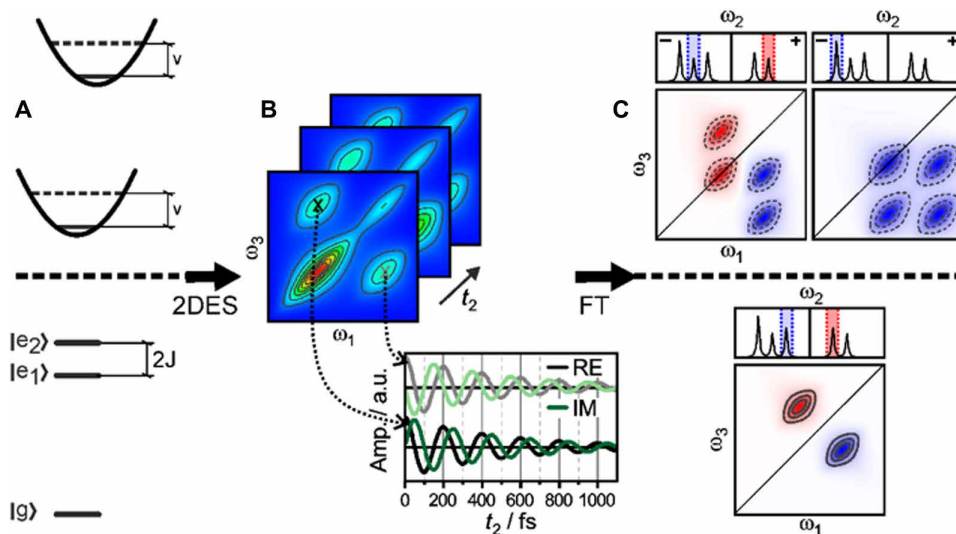 A
v
v
2DES
|e₂⟩
|e₁⟩
2J
|g⟩
B
ω₃
ω₁
t₂
Amp. / a.u.
RE
IM
0 200 400 600 800 1000
t₂ / fs
FT
C
ω₂ ω₂
− + − +
ω₃
ω₁
ω₂
ω₃
ω₁